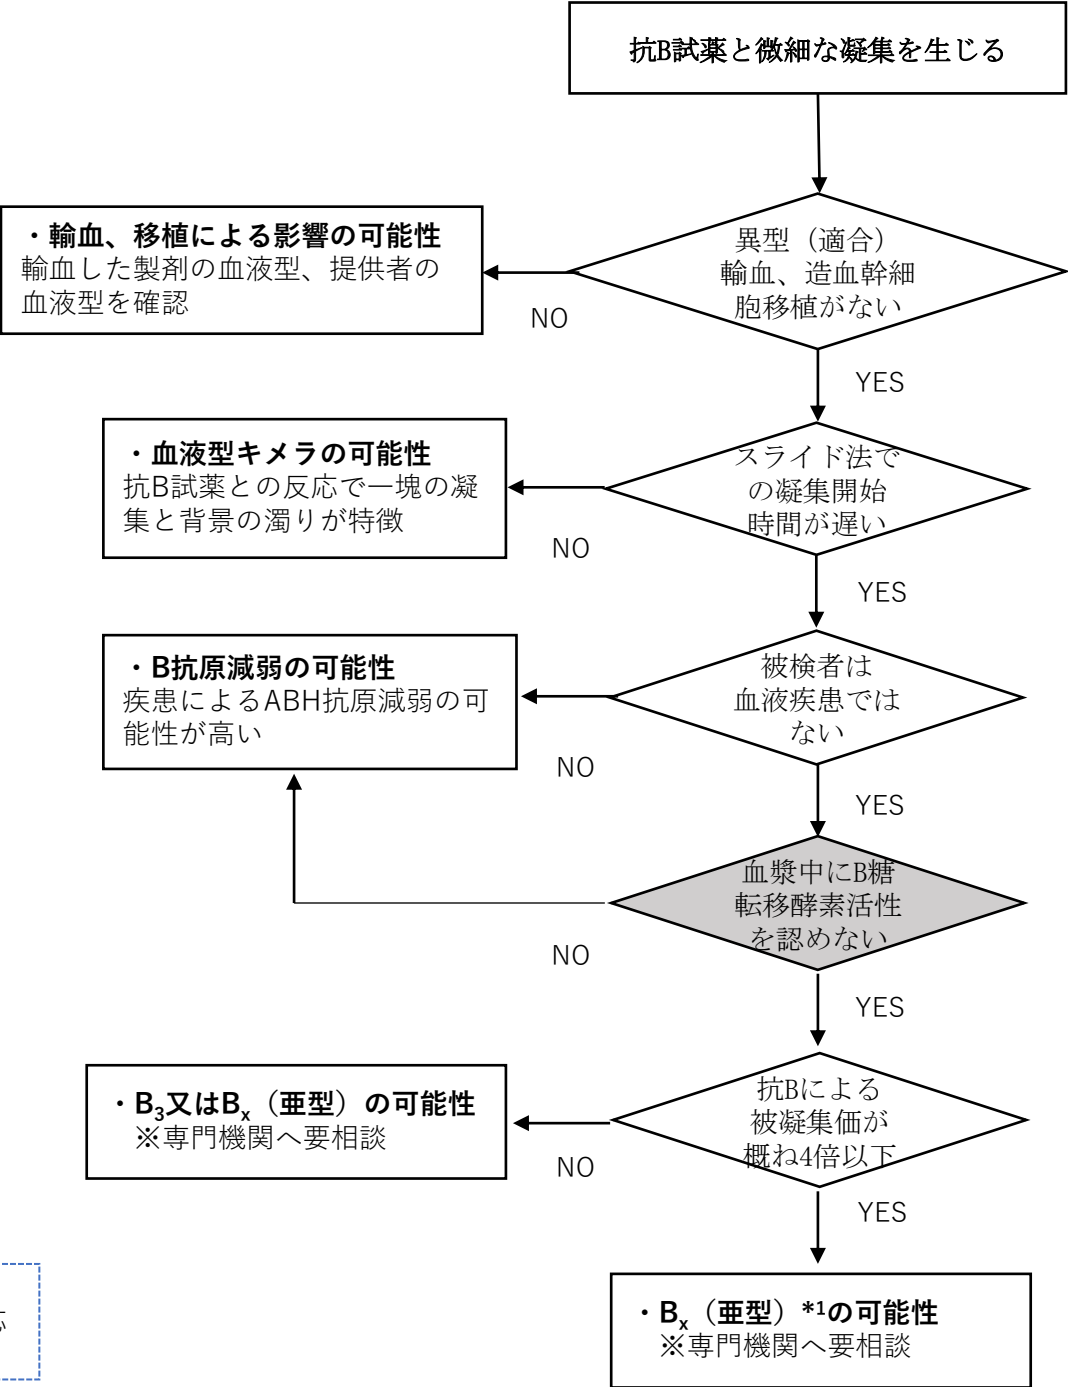 抗B試薬と微細な凝集を生じる
異型（適合）
輸血、造血幹細
胞移植がない
・輸血、移植による影響の可能性
輸血した製剤の血液型、提供者の
血液型を確認
NO
YES
スライド法で
の凝集開始
時間が遅い
・血液型キメラの可能性
抗B試薬との反応で一塊の凝
集と背景の濁りが特徴
NO
YES
被検者は
血液疾患では
ない
・B抗原減弱の可能性
疾患によるABH抗原減弱の可
能性が高い
NO
YES
血漿中にB糖
転移酵素活性
を認めない
NO
YES
抗Bによる
被凝集価が
概ね4倍以下
・B3又はBx（亜型）の可能性
※専門機関へ要相談
NO
YES
・Bx（亜型）*1の可能性
※専門機関へ要相談